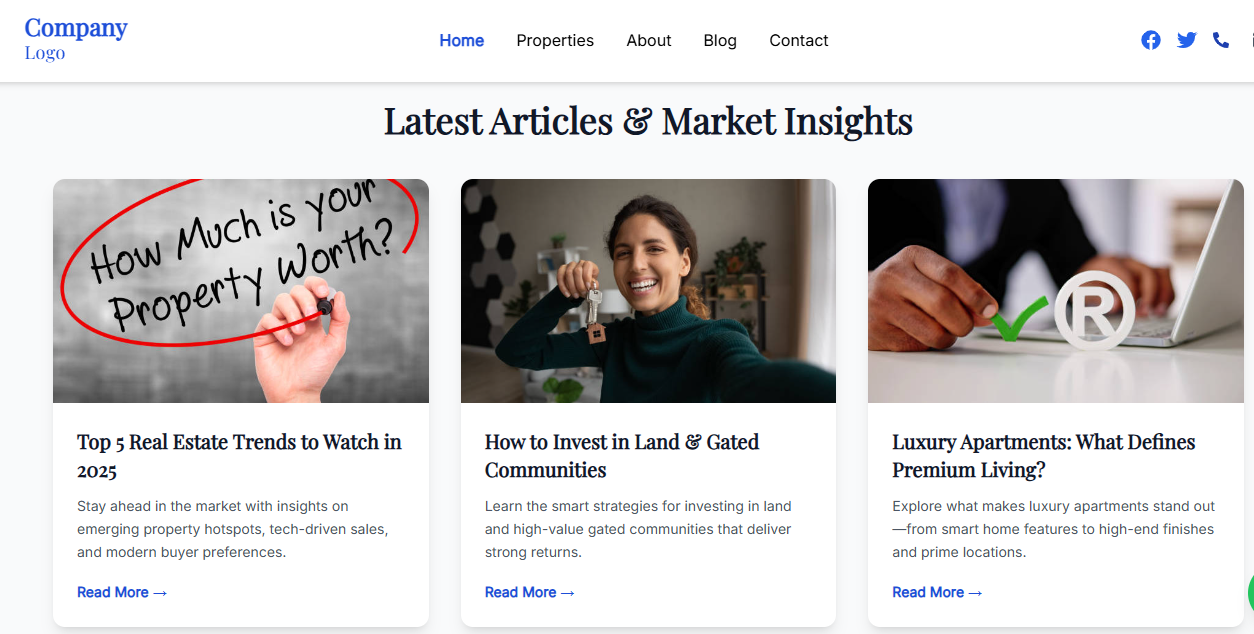 Company
Logo
Home Properties About Blog Contact
Latest Articles & Market Insights
How Much is your
Property Worth?
R
Top 5 Real Estate Trends to Watch in
2025
Stay ahead in the market with insights on
emerging property hotspots, tech-driven sales,
and modern buyer preferences.
Read More →
How to Invest in Land & Gated
Communities
Learn the smart strategies for investing in land
and high-value gated communities that deliver
strong returns.
Read More →
Luxury Apartments: What Defines
Premium Living?
Explore what makes luxury apartments stand out
—from smart home features to high-end finishes
and prime locations.
Read More →